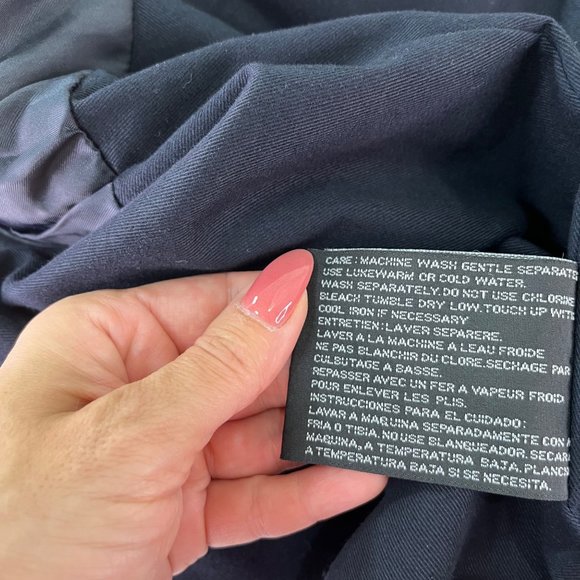 CARE: MACHINE WASH GENTLE SEPARATE
USE LUKEWARM OR COLD WATER.
WASH SEPARATELY. DO NOT USE CHLORINE
BLEACH TUMBLE DRY LOW. TOUCH UP WITH
COOL IRON IF NECESSARY
ENTRETIEN: LAVER SEPARERE.
LAVER A LA MACHINE A LEAU FROIDE
NE PAS BLANCHIR DU CLORE. SECHAGE PAR
CULBUTAGE A BASSE.
REPASSER AVEC UN FER A VAPEUR FROID
POUR ENLEVER LES PLIS.
INSTRUCCIONES PARA EL CUIDADO:
LAVAR A MAQUINA SEPARADAMENTE CON A
FRIA O TIBIA. NO USE BLANQUEADOR. SECAR
MAQUINA, A TEMPERATURA BAJA. PLANCH
A TEMPERATURA BAJA SI SE NECESITA.